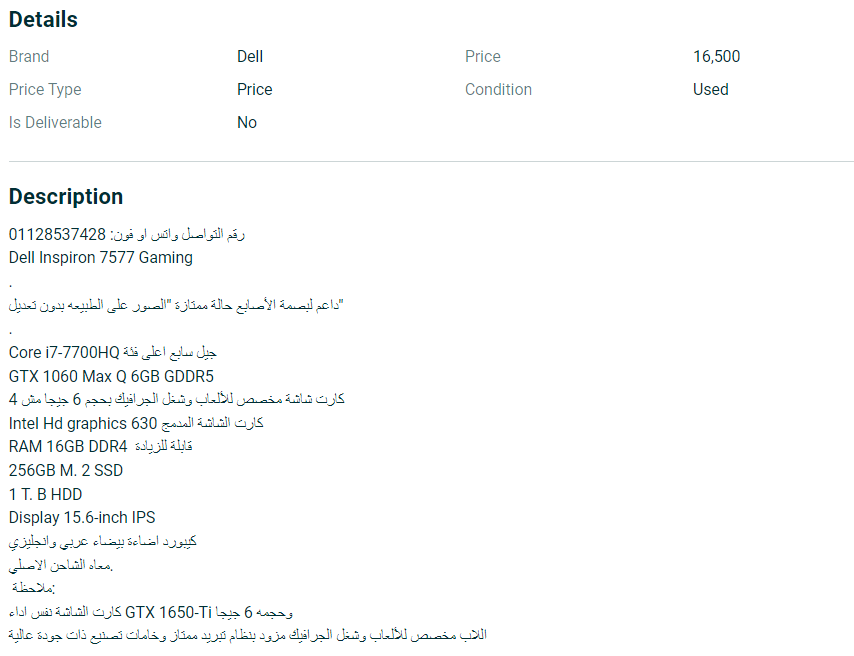 Details
Brand Dell Price 16,500
Price Type Price Condition Used
Is Deliverable No
Description
رقم التواصل واتس او فون: 01128537428
Dell Inspiron 7577 Gaming
.
داعم لبصمة الأصابع حالة ممتازة "الصور على الطبيعه بدون تعديل"
.
Core i7-7700HQ جيل سابع اعلى فئة
GTX 1060 Max Q 6GB GDDR5
كارت شاشة مخصص للألعاب وشغل الجرافيك بحجم 6 جيجا مش 4
Intel Hd graphics 630 كارت الشاشة المدمج
RAM 16GB DDR4 قابلة للزيادة
256GB M. 2 SSD
1 T. B HDD
Display 15.6-inch IPS
كيبورد اضاءة بيضاء عربي وانجليزي
معاه الشاحن الاصلي.
ملاحظة:
كارت الشاشة نفس اداء GTX 1650-Ti وحجمه 6 جيجا
اللاب مخصص للألعاب وشغل الجرافيك مزود بنظام تبريد ممتاز وخامات تصنيع ذات جودة عالية